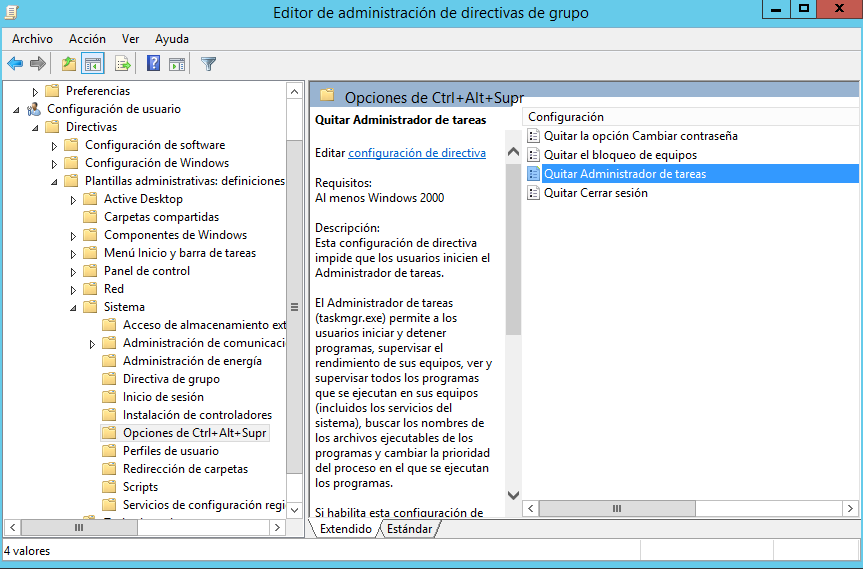 Editor de administración de directivas de grupo
Archivo Acción Ver Ayuda
Preferencias
Configuración de usuario
Directivas
Configuración de software
Configuración de Windows
Plantillas administrativas: definiciones
Active Desktop
Carpetas compartidas
Componentes de Windows
Menú Inicio y barra de tareas
Panel de control
Red
Sistema
Acceso de almacenamiento ext
Administración de comunicaci
Administración de energía
Directiva de grupo
Inicio de sesión
Instalación de controladores
Opciones de Ctrl+Alt+Supr
Perfiles de usuario
Redirección de carpetas
Scripts
Servicios de configuración regi
Opciones de Ctrl+Alt+Supr
Quitar Administrador de tareas
Editar configuración de directiva
Requisitos:
Al menos Windows 2000
Descripción:
Esta configuración de directiva
impide que los usuarios inicien el
Administrador de tareas.
El Administrador de tareas
(taskmgr.exe) permite a los
usuarios iniciar y detener
programas, supervisar el
rendimiento de sus equipos, ver y
supervisar todos los programas
que se ejecutan en sus equipos
(incluidos los servicios del
sistema), buscar los nombres de
los archivos ejecutables de los
programas y cambiar la prioridad
del proceso en el que se ejecutan
los programas.
Si habilita esta configuración de
Configuración
Quitar la opción Cambiar contraseña
Quitar el bloqueo de equipos
Quitar Administrador de tareas
Quitar Cerrar sesión
Extendido Estándar
4 valores